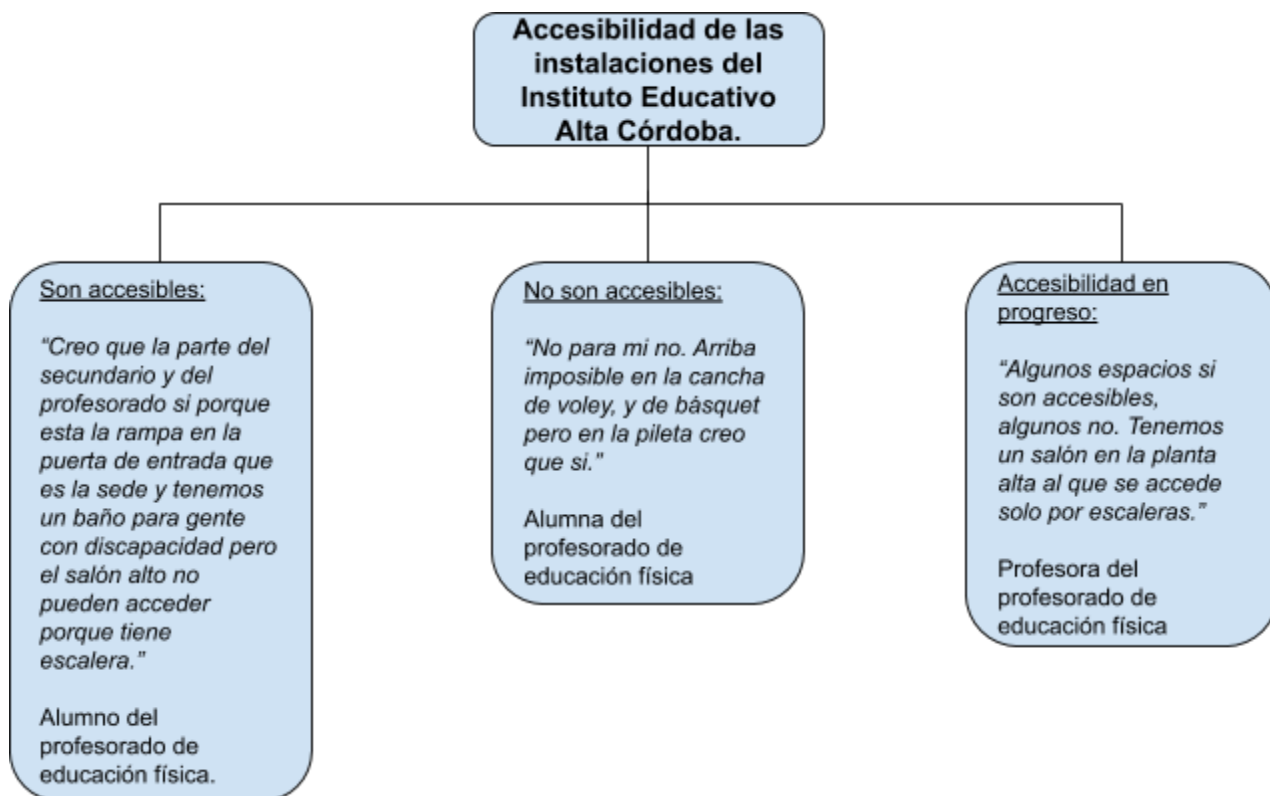 Accesibilidad de las
instalaciones del
Instituto Educativo
Alta Córdoba.
Son accesibles:
“Creo que la parte del
secundario y del
profesorado si porque
esta la rampa en la
puerta de entrada que
es la sede y tenemos
un baño para gente
con discapacidad pero
el salón alto no
pueden acceder
porque tiene
escalera.”
Alumno del
profesorado de
educación física.
No son accesibles:
“No para mi no. Arriba
imposible en la cancha
de voley, y de básquet
pero en la pileta creo
que si.”
Alumna del
profesorado de
educación física
Accesibilidad en
progreso:
“Algunos espacios si
son accesibles,
algunos no. Tenemos
un salón en la planta
alta al que se accede
solo por escaleras.”
Profesora del
profesorado de
educación física